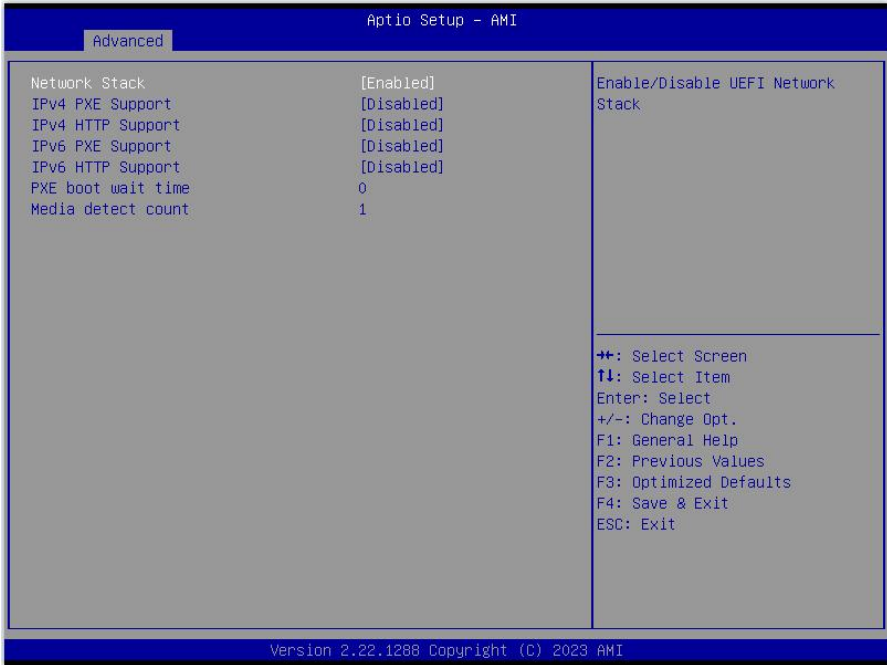 Aptio Setup - AMI
Advanced
Network Stack [Enabled]
IPv4 PXE Support [Disabled]
IPv4 HTTP Support [Disabled]
IPv6 PXE Support [Disabled]
IPv6 HTTP Support [Disabled]
PXE boot wait time 0
Media detect count 1
Enable/Disable UEFI Network
Stack
→←: Select Screen
↑↓: Select Item
Enter: Select
+/-: Change Opt.
F1: General Help
F2: Previous Values
F3: Optimized Defaults
F4: Save & Exit
ESC: Exit
Version 2.22.1288 Copyright (C) 2023 AMI